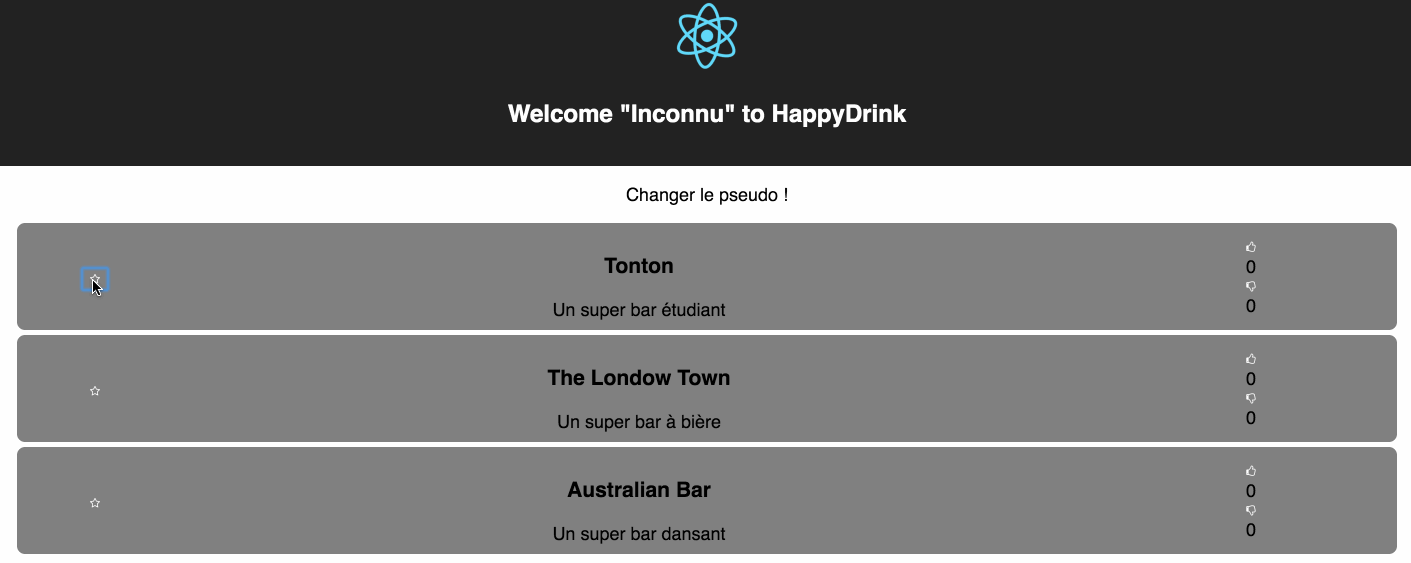 Welcome "Inconnu" to HappyDrink
Changer le pseudo !
Tonton
Un super bar étudiant
0
0
The Londow Town
Un super bar à bière
0
0
Australian Bar
Un super bar dansant
0
0